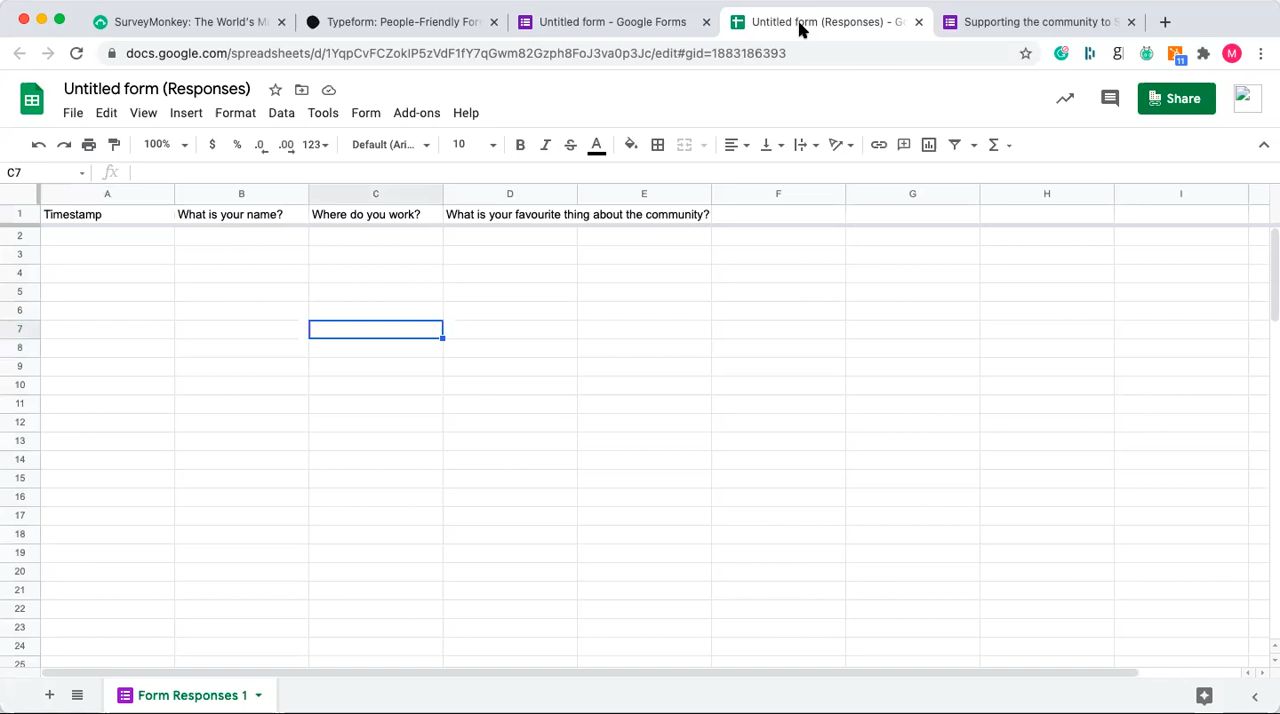 SurveyMonkey: The World's M
Typeform: People-Friendly For
Untitled form - Google Forms
Untitled form (Responses) - Go
Supporting the community to S
docs.google.com/spreadsheets/d/1YqpCvFCZokIP5zVdF1fY7qGwm82Gzph8FoJ3va0p3Jc/edit#gid=1883186393
11
M
Untitled form (Responses)
File Edit View Insert Format Data Tools Form Add-ons Help
Share
100% $ % .0 .00 123 Default (Ari... 10 B I S A Σ
C7 fx
A B C D E F G H I
1 Timestamp What is your name? Where do you work? What is your favourite thing about the community?
2
3
4
5
6
7
8
9
10
11
12
13
14
15
16
17
18
19
20
21
22
23
24
25
Form Responses 1